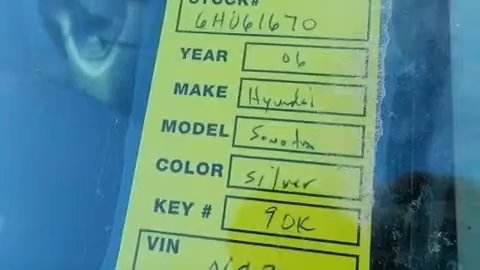 STOCK#
6HU61670
YEAR 06
MAKE Hyundai
MODEL Sonata
COLOR silver
KEY # 90K
VIN